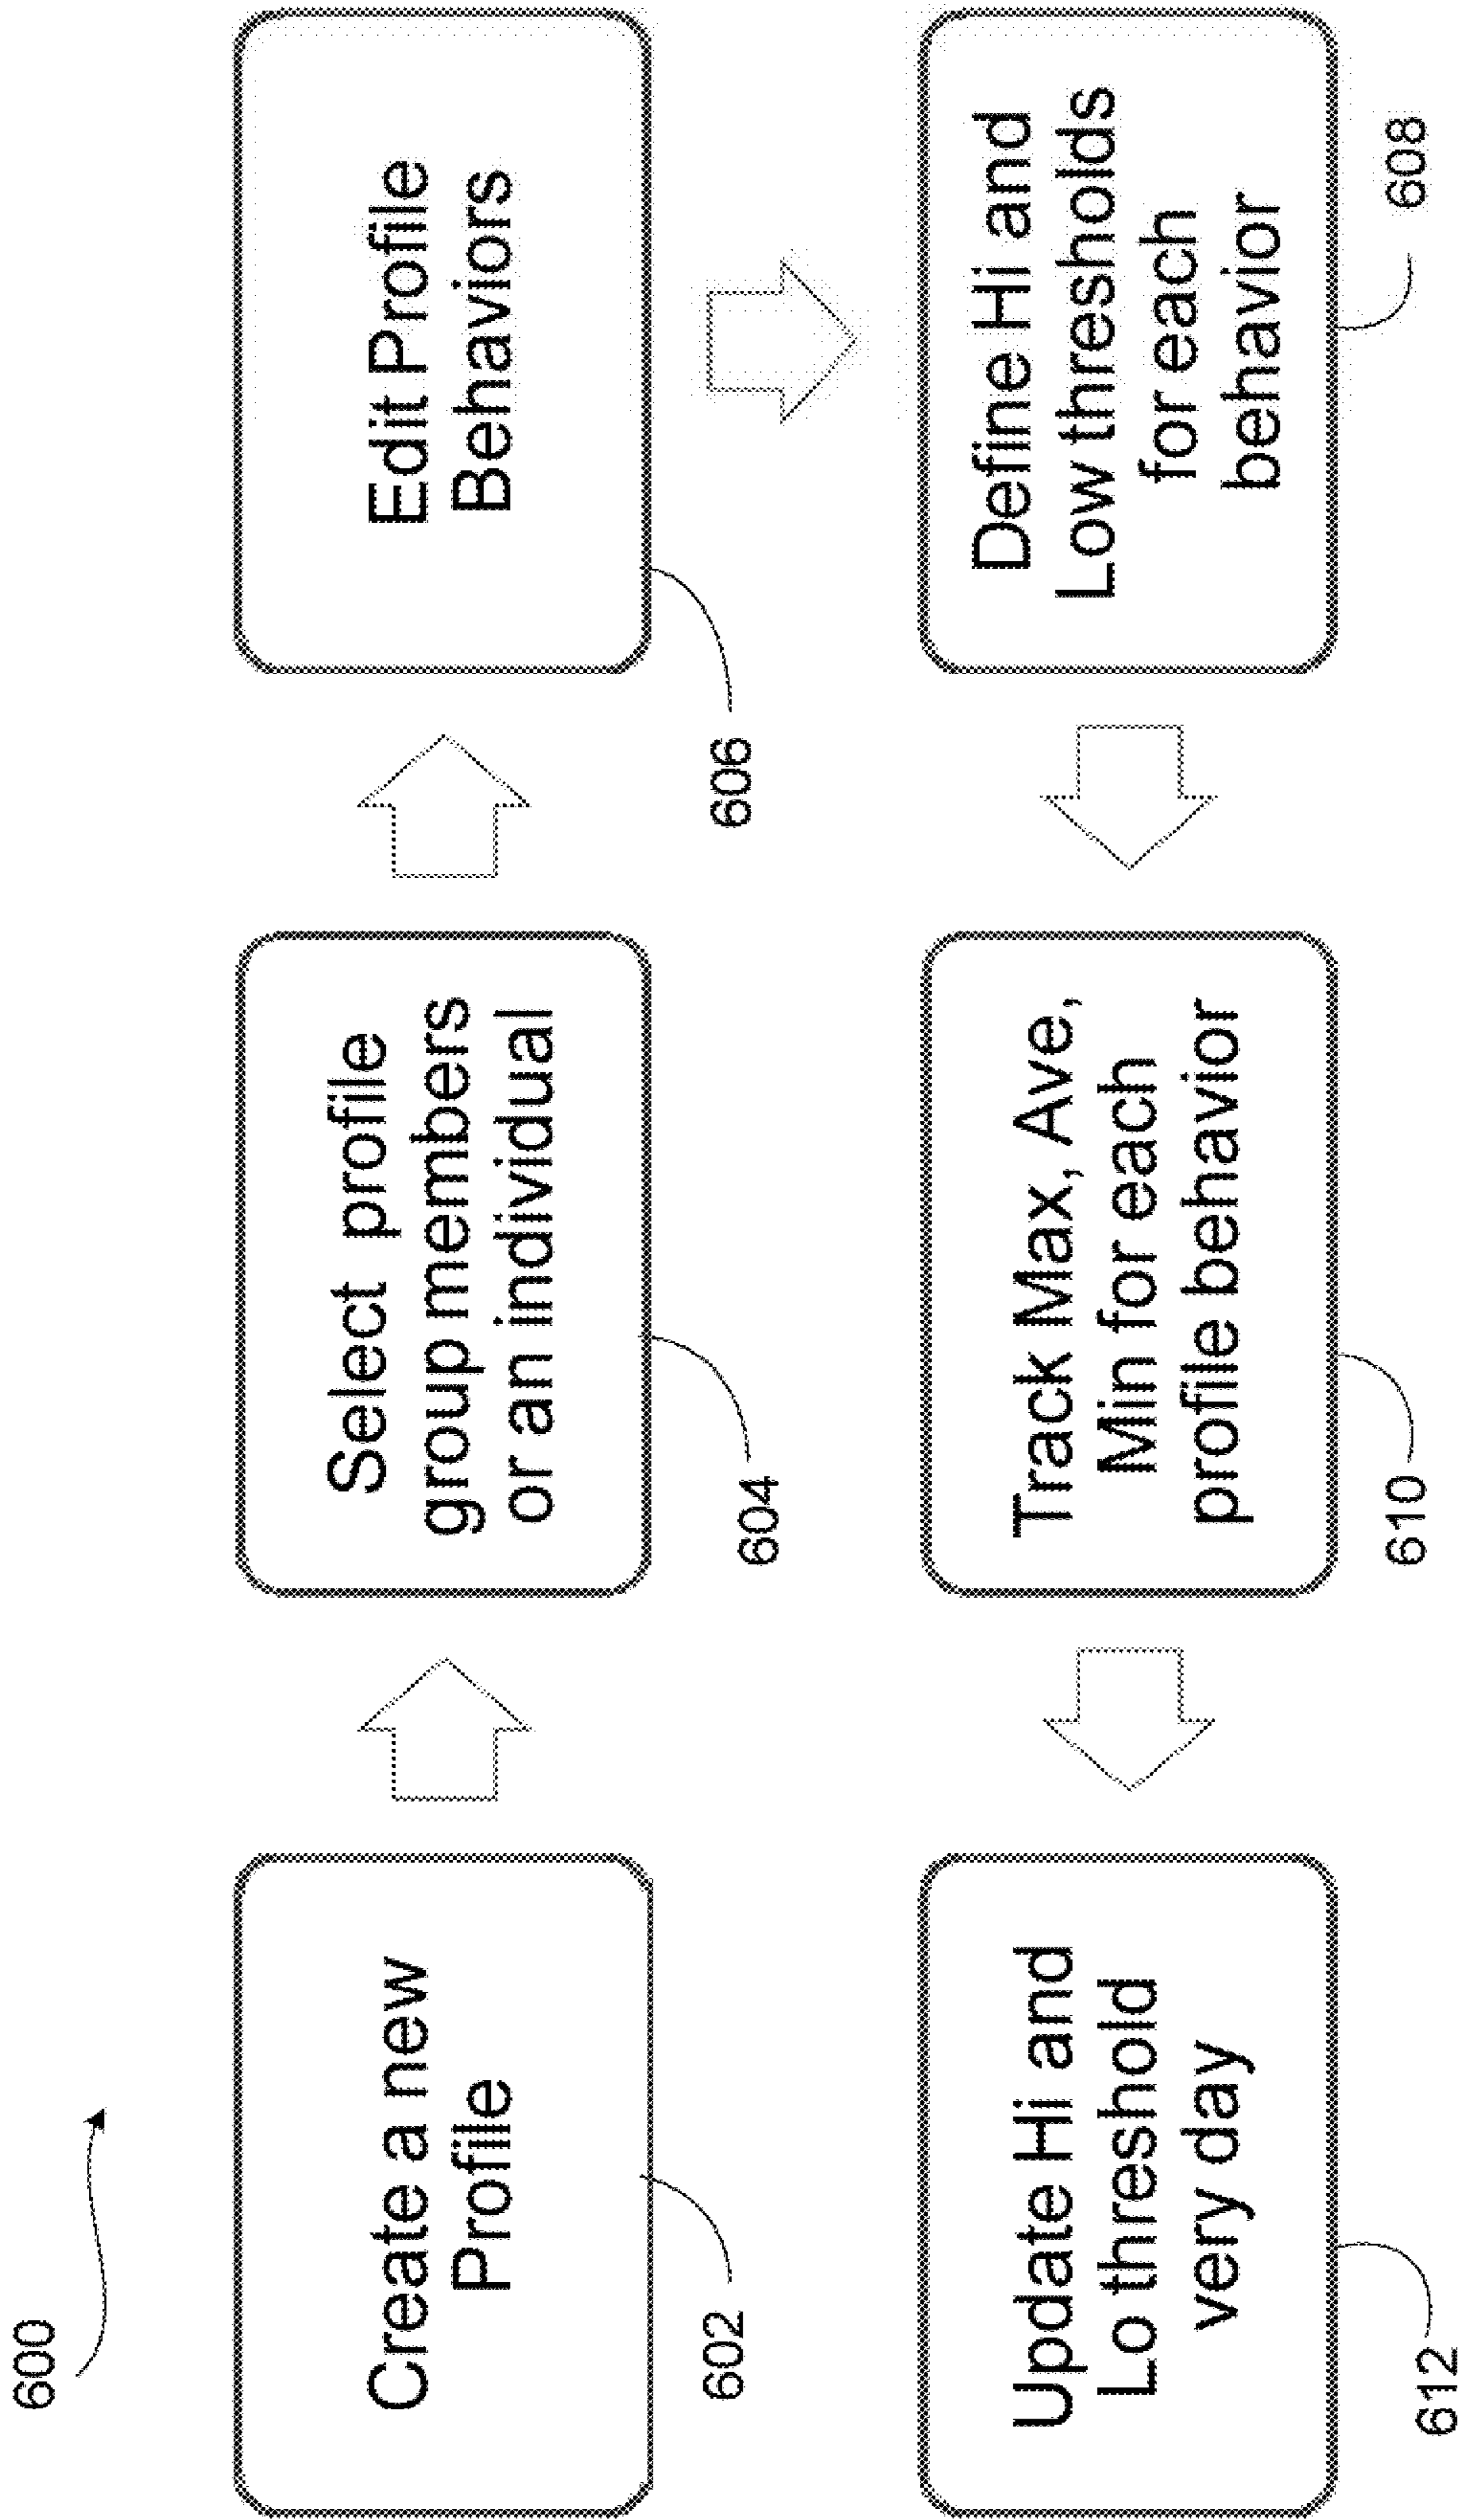 600
Create a new
Profile
602
Select profile
group members
or an individual
604
Edit Profile
Behaviors
606
Define Hi and
Low thresholds
for each
behavior
608
Track Max, Ave,
Min for each
profile behavior
610
Update Hi and
Lo threshold
very day
612